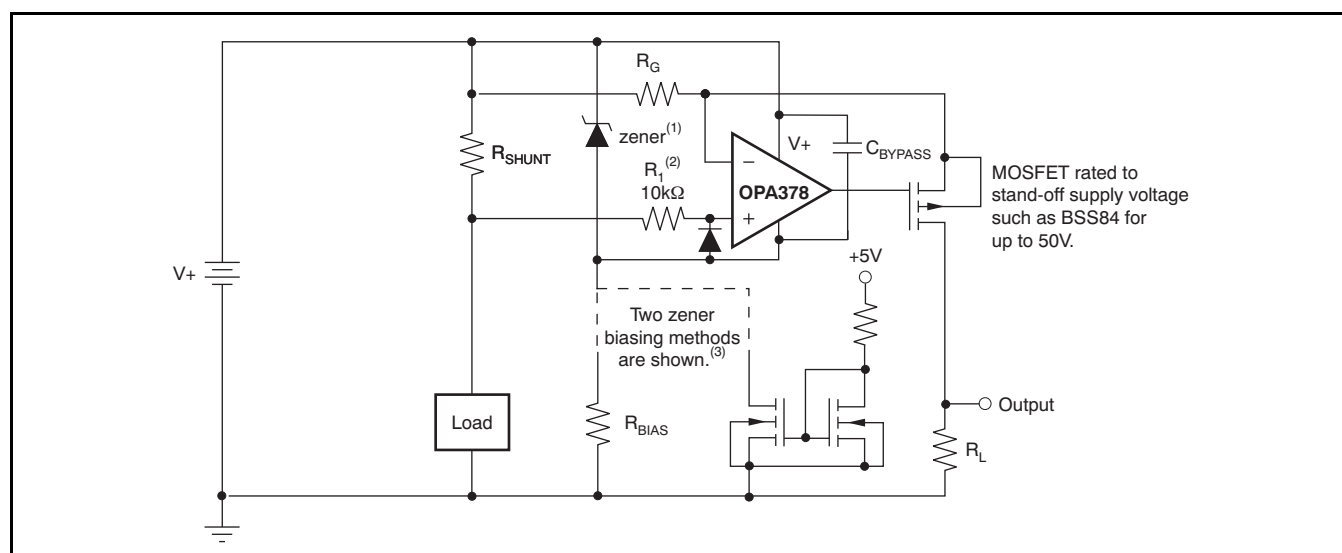 R_G
zener(1)
V+
C_BYPASS
R_SHUNT
R_1(2)
10kΩ
−
OPA378
+
MOSFET rated to
stand-off supply voltage
such as BSS84 for
up to 50V.
+5V
V+
Two zener
biasing methods
are shown.(3)
Output
Load
R_BIAS
R_L